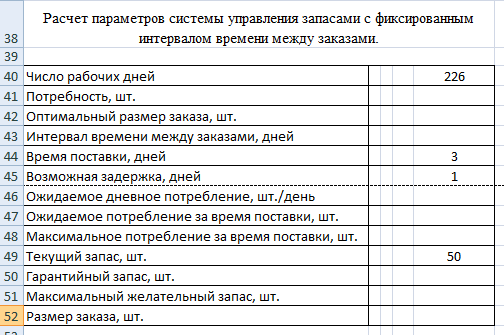 Расчет параметров системы управления запасами с фиксированным
38 интервалом времени между заказами.
39
40 Число рабочих дней 226
41 Потребность, шт.
42 Оптимальный размер заказа, шт.
43 Интервал времени между заказами, дней
44 Время поставки, дней 3
45 Возможная задержка, дней 1
46 Ожидаемое дневное потребление, шт./день
47 Ожидаемое потребление за время поставки, шт.
48 Максимальное потребление за время поставки, шт.
49 Текущий запас, шт. 50
50 Гарантийный запас, шт.
51 Максимальный желательный запас, шт.
52 Размер заказа, шт.